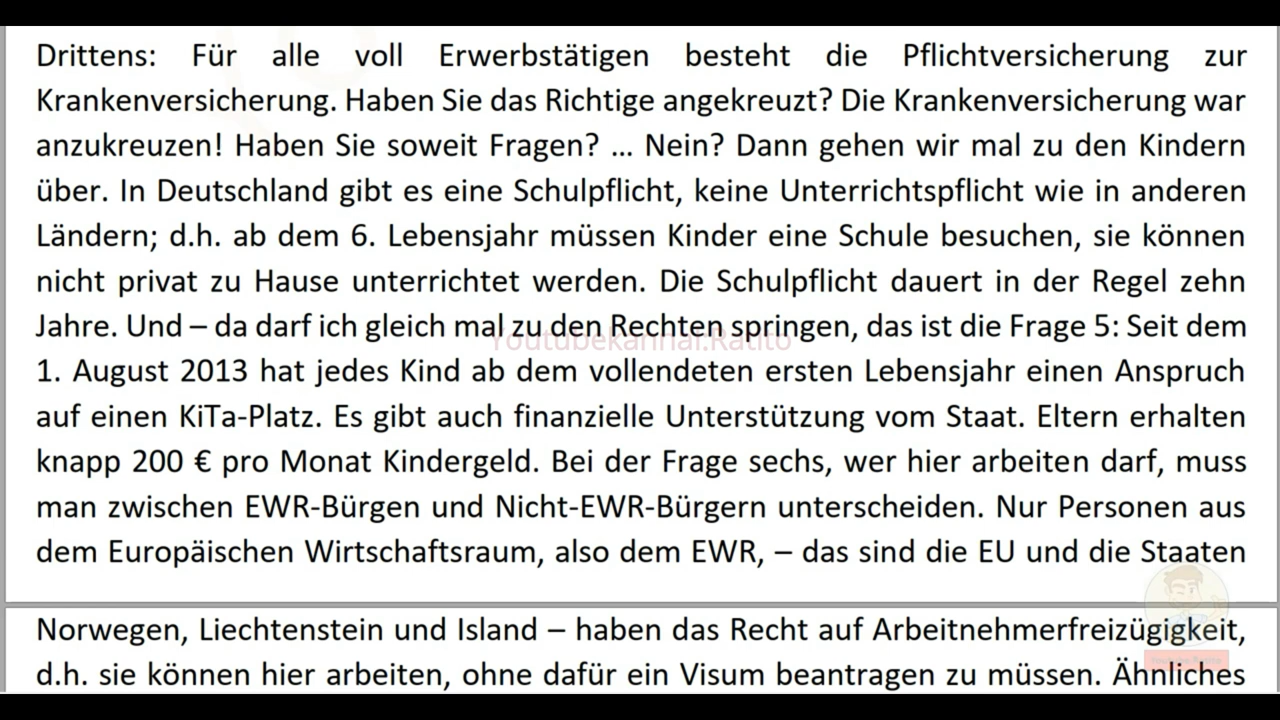 Drittens: Für alle voll Erwerbstätigen besteht die Pflichtversicherung zur
Krankenversicherung. Haben Sie das Richtige angekreuzt? Die Krankenversicherung war
anzukreuzen! Haben Sie soweit Fragen? … Nein? Dann gehen wir mal zu den Kindern
über. In Deutschland gibt es eine Schulpflicht, keine Unterrichtspflicht wie in anderen
Ländern; d.h. ab dem 6. Lebensjahr müssen Kinder eine Schule besuchen, sie können
nicht privat zu Hause unterrichtet werden. Die Schulpflicht dauert in der Regel zehn
Jahre. Und – da darf ich gleich mal zu den Rechten springen, das ist die Frage 5: Seit dem
Youtubekannal:Ratito
1. August 2013 hat jedes Kind ab dem vollendeten ersten Lebensjahr einen Anspruch
auf einen KiTa-Platz. Es gibt auch finanzielle Unterstützung vom Staat. Eltern erhalten
knapp 200 € pro Monat Kindergeld. Bei der Frage sechs, wer hier arbeiten darf, muss
man zwischen EWR-Bürgen und Nicht-EWR-Bürgern unterscheiden. Nur Personen aus
dem Europäischen Wirtschaftsraum, also dem EWR, – das sind die EU und die Staaten
Norwegen, Liechtenstein und Island – haben das Recht auf Arbeitnehmerfreizügigkeit,
d.h. sie können hier arbeiten, ohne dafür ein Visum beantragen zu müssen. Ähnliches